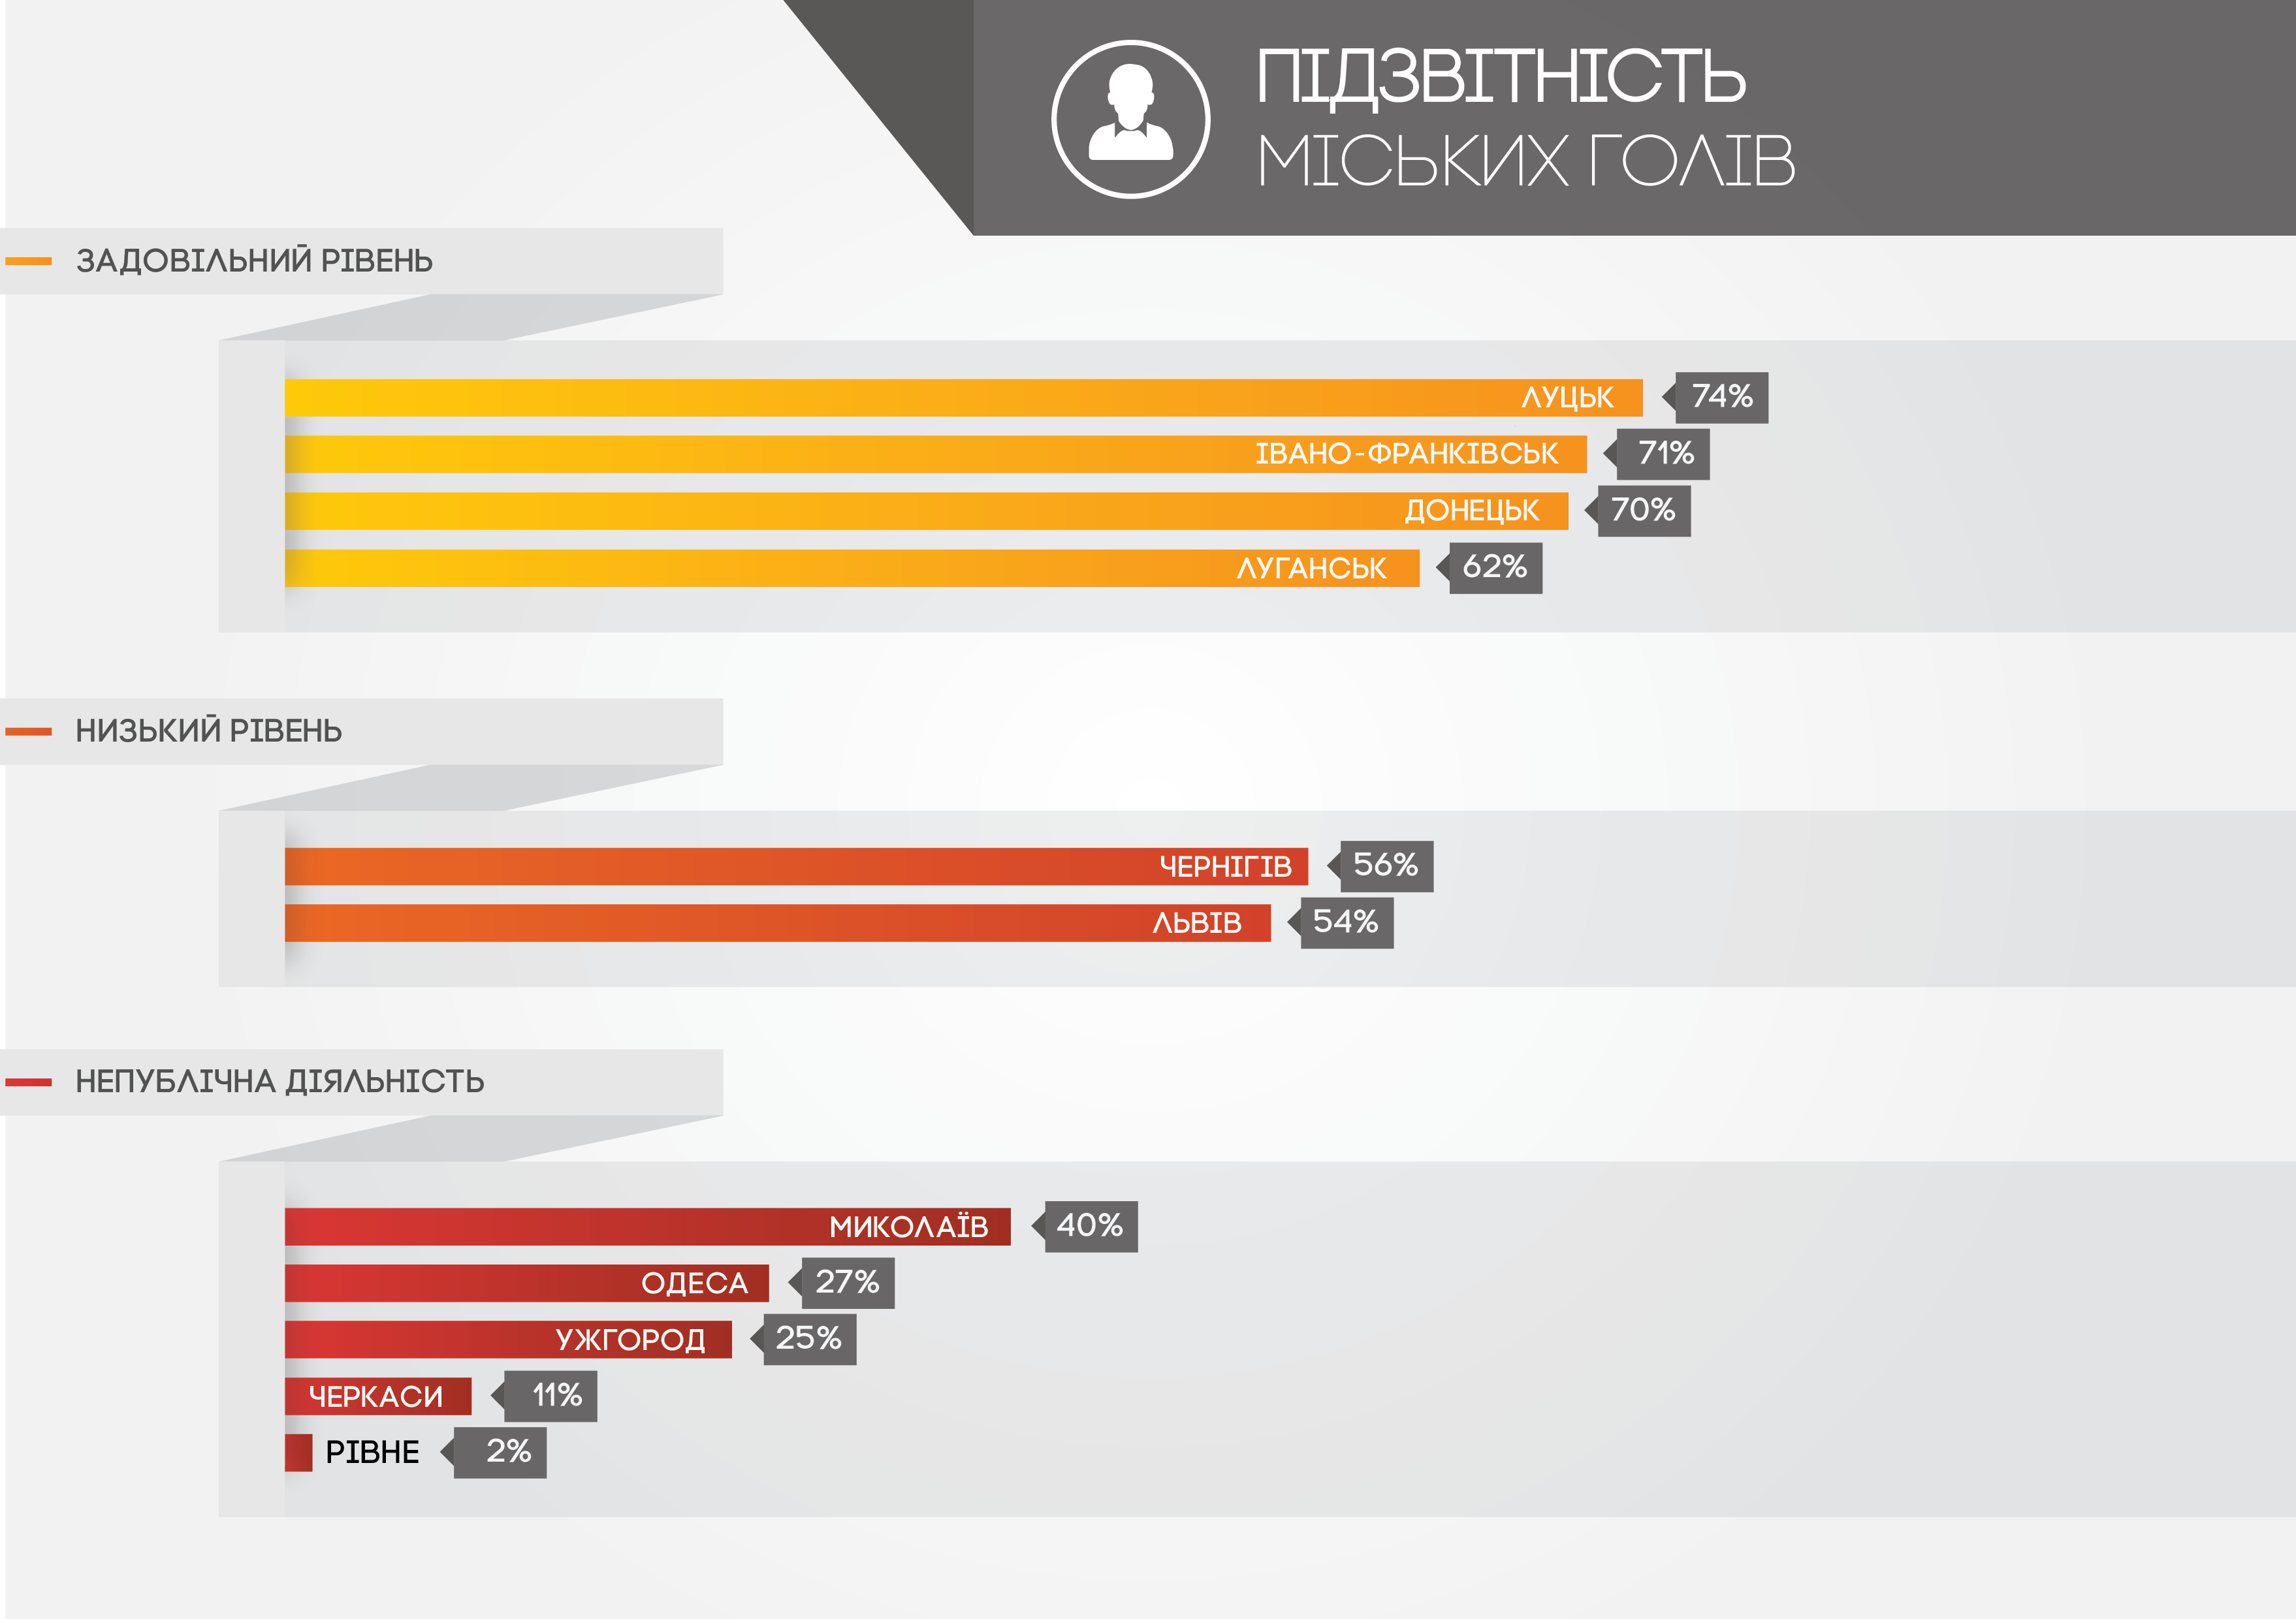 ПІДЗВІТНІСТЬ
МІСЬКИХ ГОЛІВ
ЗАДОВІЛЬНИЙ РІВЕНЬ
ЛУЦЬК 74%
ІВАНО-ФРАНКІВСЬК 71%
ДОНЕЦЬК 70%
ЛУГАНСЬК 62%
НИЗЬКИЙ РІВЕНЬ
ЧЕРНІГІВ 56%
ЛЬВІВ 54%
НЕПУБЛІЧНА ДІЯЛЬНІСТЬ
МИКОЛАЇВ 40%
ОДЕСА 27%
УЖГОРОД 25%
ЧЕРКАСИ 11%
РІВНЕ 2%